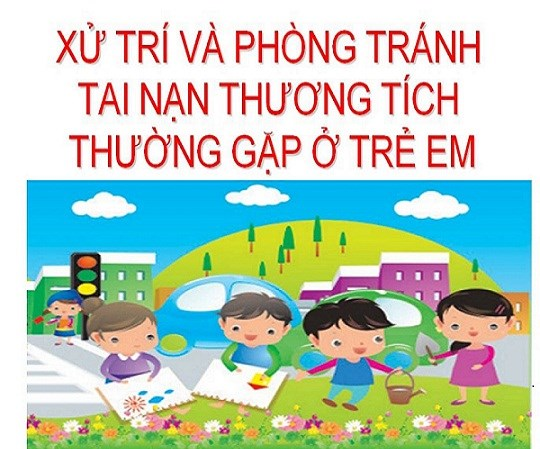 XỬ TRÍ VÀ PHÒNG TRÁNH
TAI NẠN THƯƠNG TÍCH
THƯỜNG GẶP Ở TRẺ EM